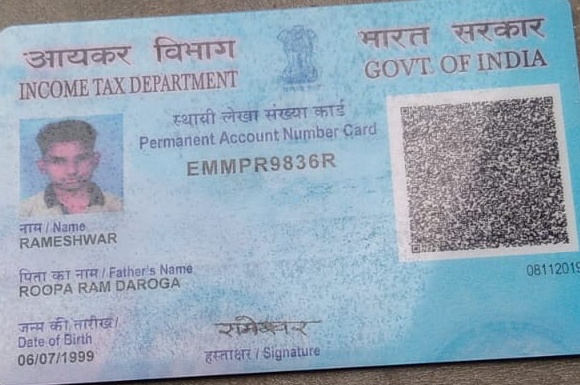 आयकर विभाग
INCOME TAX DEPARTMENT
भारत सरकार
GOVT. OF INDIA
स्थायी लेखा संख्या कार्ड
Permanent Account Number Card
EMMPR9836R
नाम / Name
RAMESHWAR
पिता का नाम / Father's Name
ROOPA RAM DAROGA
08112019
जन्म की तारीख /
Date of Birth
06/07/1999
रामेश्वर
हस्ताक्षर / Signature